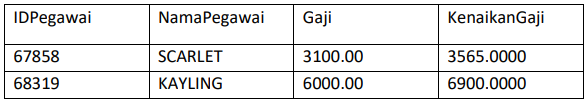 IDPegawai NamaPegawai Gaji KenaikanGaji
67858 SCARLET 3100.00 3565.0000
68319 KAYLING 6000.00 6900.0000